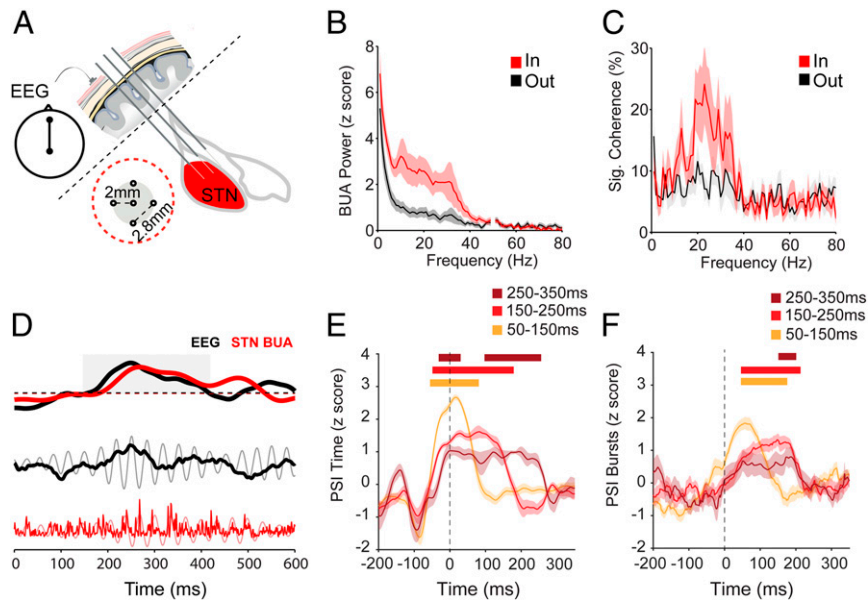 A
EEG
2mm
2.8mm
STN
B
BUA Power (z score)
8
6
4
2
0
In
Out
0 20 40 60 80
Frequency (Hz)
C
Sig. Coherence (%)
30
20
10
0
In
Out
0 20 40 60 80
Frequency (Hz)
D
EEG STN BUA
0 100 200 300 400 500 600
Time (ms)
E
250-350ms
150-250ms
50-150ms
PSI Time (z score)
4
3
2
1
0
-1
-2
-200 -100 0 100 200 300
Time (ms)
F
250-350ms
150-250ms
50-150ms
PSI Bursts (z score)
4
3
2
1
0
-1
-2
-200 -100 0 100 200 300
Time (ms)